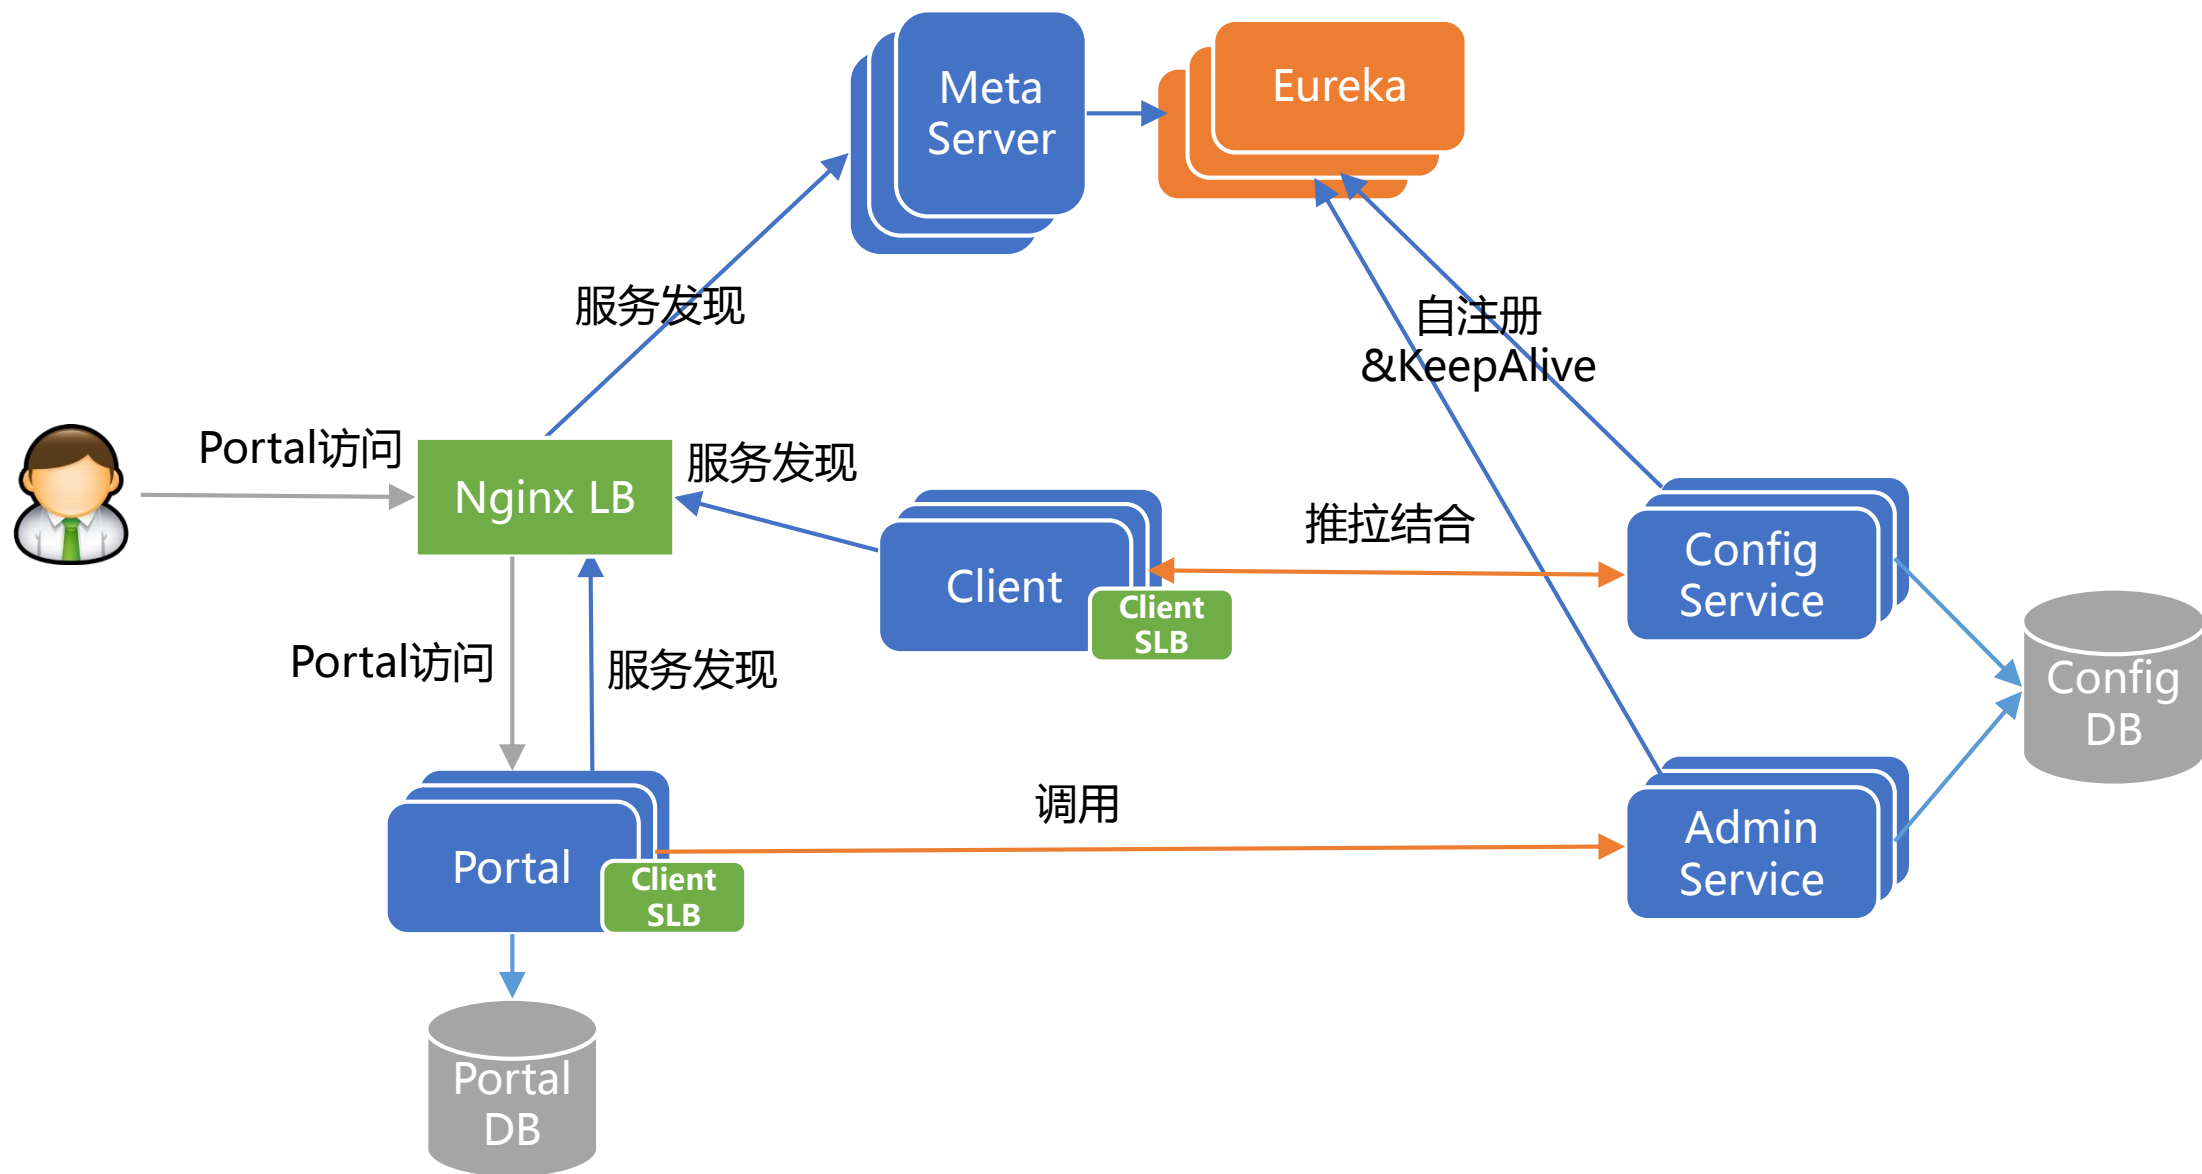 Meta
Server
Eureka
服务发现
自注册
&KeepAlive
Portal访问
Nginx LB
服务发现
Client
Client
SLB
推拉结合
Config
Service
Portal访问
服务发现
Config
DB
调用
Portal
Client
SLB
Admin
Service
Portal
DB